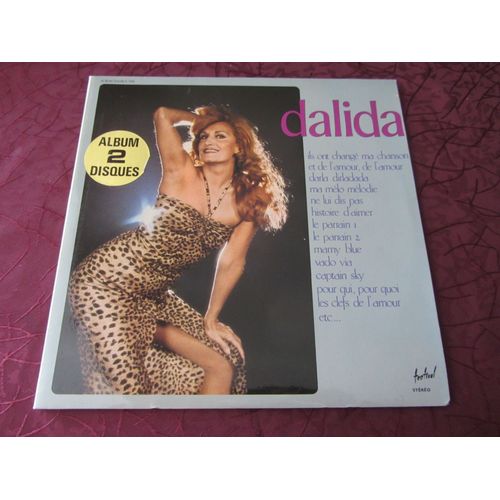 dalida
ALBUM
2
DISQUES
ils ont changé ma chanson
et de l'amour, de l'amour
darla dirladada
ma mélo mélodie
ne lui dis pas
histoire d'aimer
le parrain 1
le parrain 2
mamy blue
vado via
captain sky
pour qui, pour quoi
les clefs de l'amour
etc...
festival
STÉRÉO